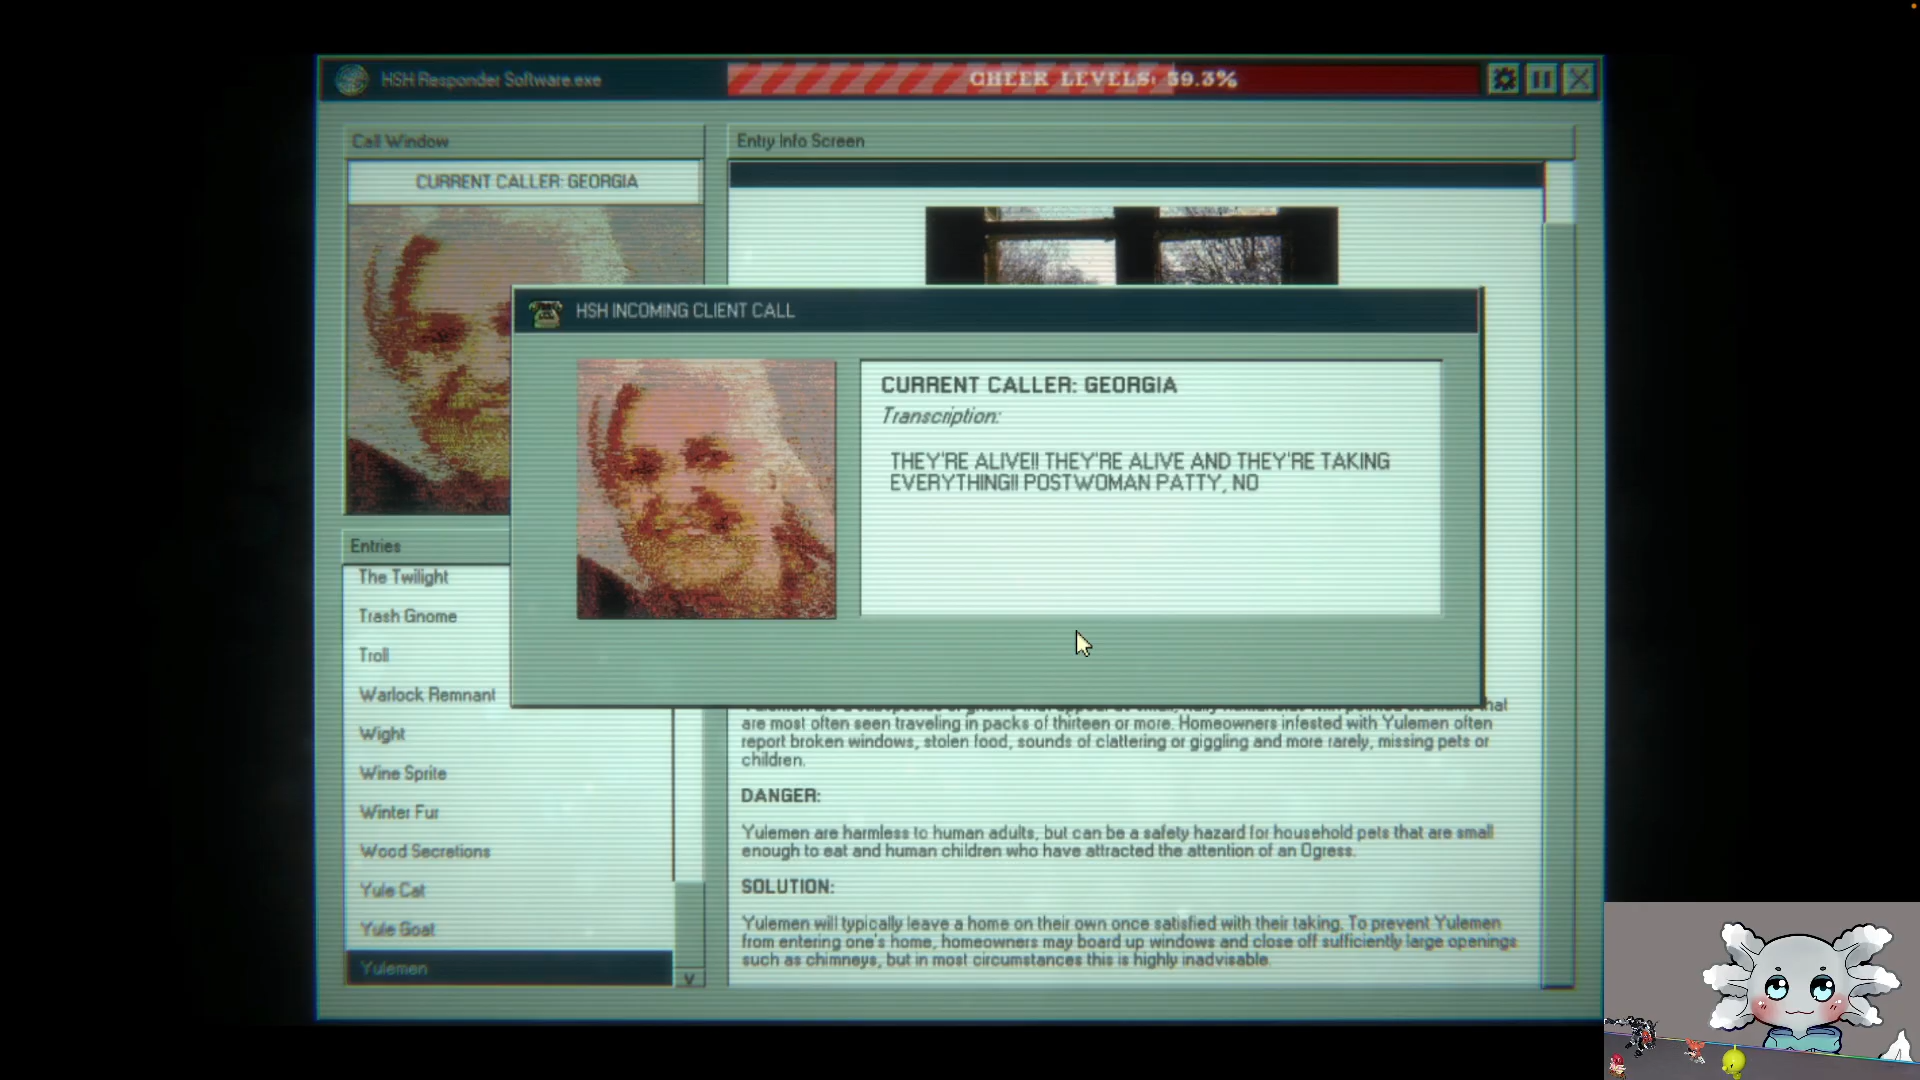 HSH Responder Software.exe
CHEER LEVELS: 59.3%
Call Window
Entry Info Screen
CURRENT CALLER: GEORGIA
HSH INCOMING CLIENT CALL
CURRENT CALLER: GEORGIA
Transcription:
THEY'RE ALIVE!! THEY'RE ALIVE AND THEY'RE TAKING
EVERYTHING!! POSTWOMAN PATTY, NO
Entries
The Twilight
Trash Gnome
Troll
Warlock Remnant
Wight
Wine Sprite
Winter Fur
Wood Secretions
Yule Cat
Yule Goat
Yulemen
that
are most often seen traveling in packs of thirteen or more. Homeowners infested with Yulemen often
report broken windows, stolen food, sounds of clattering or giggling and more rarely, missing pets or
children.
DANGER:
Yulemen are harmless to human adults, but can be a safety hazard for household pets that are small
enough to eat and human children who have attracted the attention of an Ogress.
SOLUTION:
Yulemen will typically leave a home on their own once satisfied with their taking. To prevent Yulemen
from entering one's home, homeowners may board up windows and close off sufficiently large openings
such as chimneys, but in most circumstances this is highly inadvisable.